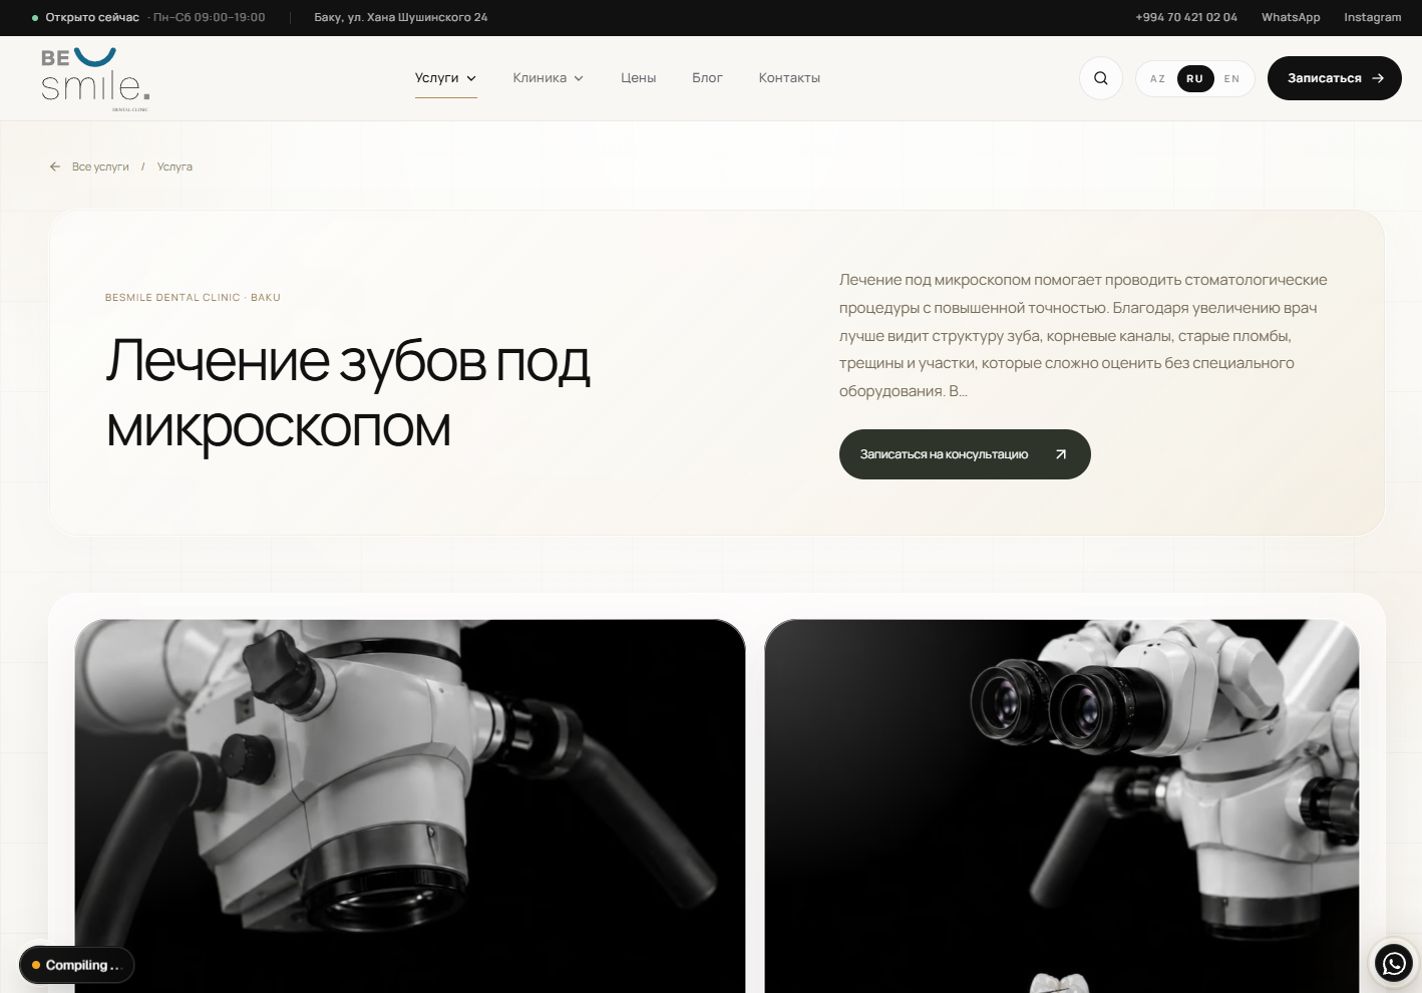 Открыто сейчас · Пн–Сб 09:00–19:00
Баку, ул. Хана Шушинского 24
+994 70 421 02 04
WhatsApp
Instagram
BE
smile.
DENTAL CLINIC
Услуги
Клиника
Цены
Блог
Контакты
AZ
RU
EN
Записаться
Все услуги / Услуга
BESMILE DENTAL CLINIC · BAKU
Лечение зубов под
микроскопом
Лечение под микроскопом помогает проводить стоматологические
процедуры с повышенной точностью. Благодаря увеличению врач
лучше видит структуру зуба, корневые каналы, старые пломбы,
трещины и участки, которые сложно оценить без специального
оборудования. В...
Записаться на консультацию
Compiling ...